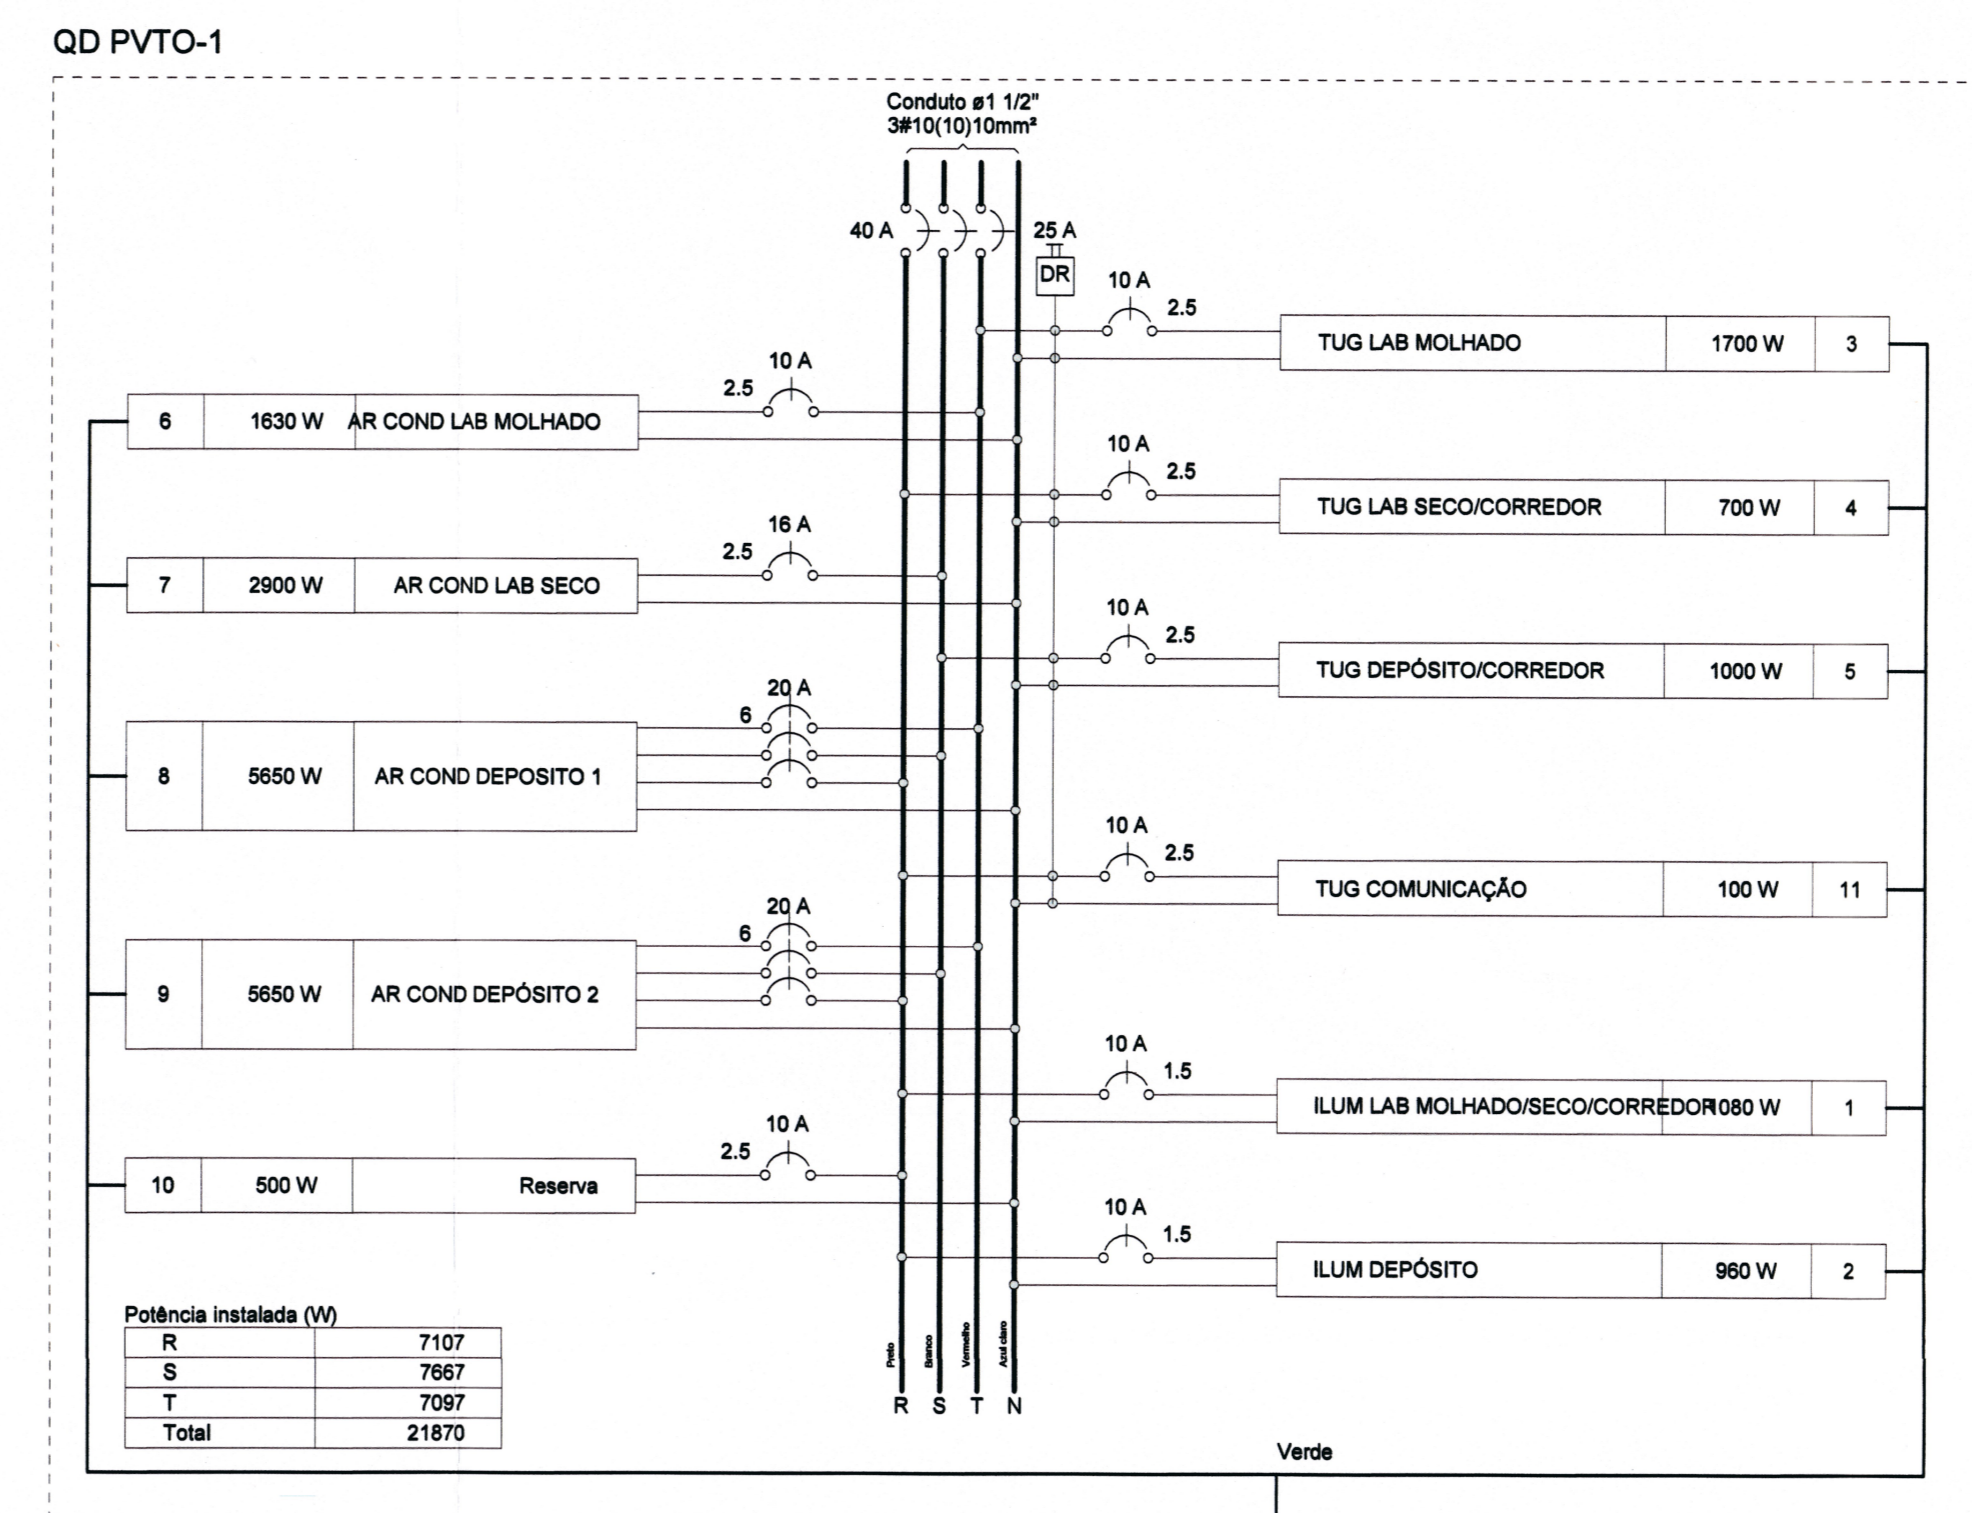 QD PVTO-1
Conduto ø1 1/2"
3#10(10)10mm²
40 A
25 A
DR
10 A
2.5
TUG LAB MOLHADO 1700 W 3
10 A
2.5
6 1630 W AR COND LAB MOLHADO
10 A
2.5
TUG LAB SECO/CORREDOR 700 W 4
16 A
2.5
7 2900 W AR COND LAB SECO
10 A
2.5
TUG DEPÓSITO/CORREDOR 1000 W 5
20 A
6
8 5650 W AR COND DEPOSITO 1
10 A
2.5
TUG COMUNICAÇÃO 100 W 11
20 A
6
9 5650 W AR COND DEPÓSITO 2
10 A
1.5
ILUM LAB MOLHADO/SECO/CORREDOR 1080 W 1
10 A
2.5
10 500 W Reserva
10 A
1.5
ILUM DEPÓSITO 960 W 2
Potência instalada (W)
R 7107
S 7667
T 7097
Total 21870
Preto
Branco
Vermelho
Azul claro
R S T N
Verde